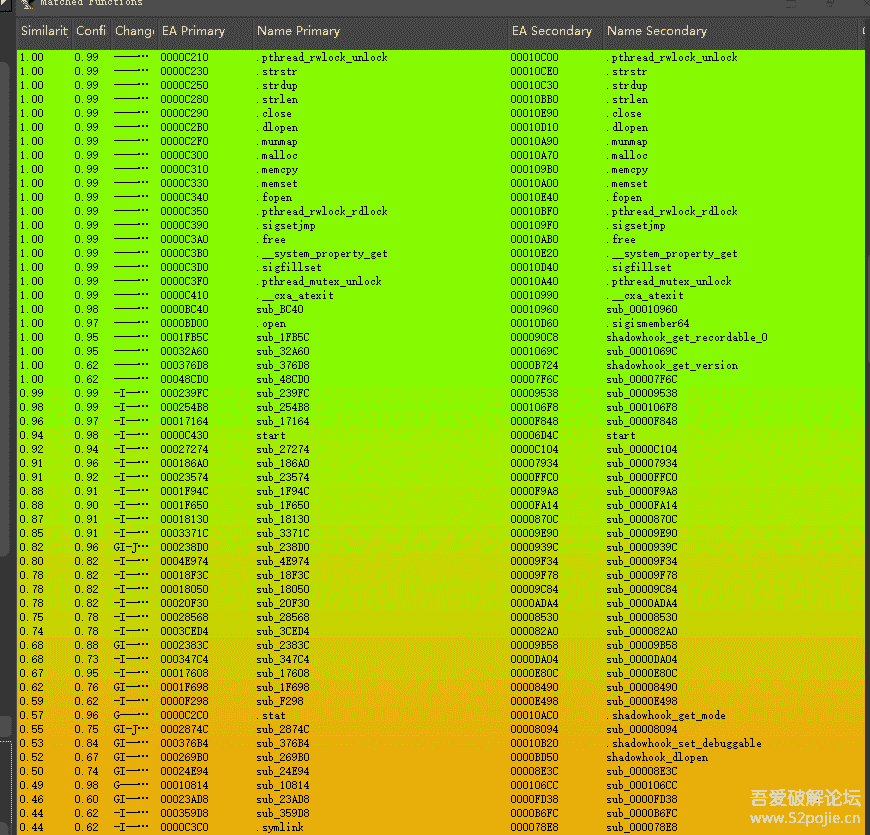 Matched Functions
Similarit Confi Change EA Primary Name Primary EA Secondary Name Secondary
1.00 0.99 ------- 0000C210 .pthread_rwlock_unlock 00010C00 .pthread_rwlock_unlock
1.00 0.99 ------- 0000C230 .strstr 00010CE0 .strstr
1.00 0.99 ------- 0000C250 .strdup 00010C30 .strdup
1.00 0.99 ------- 0000C280 .strlen 00010BB0 .strlen
1.00 0.99 ------- 0000C290 .close 00010E90 .close
1.00 0.99 ------- 0000C2B0 .dlopen 00010D10 .dlopen
1.00 0.99 ------- 0000C2F0 .munmap 00010A90 .munmap
1.00 0.99 ------- 0000C300 .malloc 00010A70 .malloc
1.00 0.99 ------- 0000C310 .memcpy 000109B0 .memcpy
1.00 0.99 ------- 0000C330 .memset 00010A00 .memset
1.00 0.99 ------- 0000C340 .fopen 00010E40 .fopen
1.00 0.99 ------- 0000C350 .pthread_rwlock_rdlock 00010BF0 .pthread_rwlock_rdlock
1.00 0.99 ------- 0000C390 .sigsetjmp 000109F0 .sigsetjmp
1.00 0.99 ------- 0000C3A0 .free 00010AB0 .free
1.00 0.99 ------- 0000C3B0 .__system_property_get 00010E20 .__system_property_get
1.00 0.99 ------- 0000C3D0 .sigfillset 00010D40 .sigfillset
1.00 0.99 ------- 0000C3F0 .pthread_mutex_unlock 00010A40 .pthread_mutex_unlock
1.00 0.99 ------- 0000C410 .__cxa_atexit 00010990 .__cxa_atexit
1.00 0.98 ------- 0000BC40 sub_BC40 00010960 sub_00010960
1.00 0.97 ------- 0000BD00 .open 00010D60 .sigismember64
1.00 0.95 ------- 0001FB5C sub_1FB5C 000090C8 shadowhook_get_recordable_0
1.00 0.95 ------- 00032A60 sub_32A60 0001069C sub_0001069C
1.00 0.62 ------- 000376D8 sub_376D8 0000B724 shadowhook_get_version
1.00 0.62 ------- 00048CD0 sub_48CD0 00007F6C sub_00007F6C
0.99 0.99 -I--… 000239FC sub_239FC 00009538 sub_00009538
0.98 0.99 -I--… 000254B8 sub_254B8 000106F8 sub_000106F8
0.96 0.97 -I--… 00017164 sub_17164 0000F848 sub_0000F848
0.94 0.98 -I--… 0000C430 start 00006D4C start
0.92 0.94 -I--… 00027274 sub_27274 0000C104 sub_0000C104
0.91 0.96 -I--… 000186A0 sub_186A0 00007934 sub_00007934
0.91 0.92 -I--… 00023574 sub_23574 0000FFC0 sub_0000FFC0
0.88 0.91 -I--… 0001F94C sub_1F94C 0000F9A8 sub_0000F9A8
0.88 0.90 -I--… 0001F650 sub_1F650 0000FA14 sub_0000FA14
0.87 0.91 -I--… 00018130 sub_18130 0000870C sub_0000870C
0.85 0.91 -I--… 0003371C sub_3371C 00009E90 sub_00009E90
0.82 0.96 GI-J… 000238D0 sub_238D0 0000939C sub_0000939C
0.80 0.82 -I--… 0004E974 sub_4E974 00009F34 sub_00009F34
0.78 0.82 -I--… 00018F3C sub_18F3C 00009F78 sub_00009F78
0.78 0.82 -I--… 00018050 sub_18050 00009C84 sub_00009C84
0.78 0.82 -I--… 00020F30 sub_20F30 0000ADA4 sub_0000ADA4
0.75 0.78 -I--… 00028568 sub_28568 00008530 sub_00008530
0.74 0.78 -I--… 0003CED4 sub_3CED4 000082A0 sub_000082A0
0.68 0.88 GI--… 0002383C sub_2383C 00009B58 sub_00009B58
0.68 0.73 -I--… 000347C4 sub_347C4 0000DA04 sub_0000DA04
0.67 0.95 -I--… 00017608 sub_17608 0000E80C sub_0000E80C
0.62 0.76 GI--… 0001F698 sub_1F698 00008490 sub_00008490
0.59 0.62 -I--… 0000F298 sub_F298 0000E498 sub_0000E498
0.57 0.96 G---… 0000C2C0 .stat 00010AC0 .shadowhook_get_mode
0.55 0.75 GI-J… 0002874C sub_2874C 00008094 sub_00008094
0.53 0.84 GI--… 000376B4 sub_376B4 00010B20 .shadowhook_set_debuggable
0.52 0.67 GI--… 000269B0 sub_269B0 0000BD50 shadowhook_dlopen
0.50 0.74 GI--… 00024E94 sub_24E94 00008E3C sub_00008E3C
0.49 0.98 G---… 00010814 sub_10814 000106CC sub_000106CC
0.46 0.60 GI--… 00023AD8 sub_23AD8 0000FD38 sub_0000FD38
0.44 0.62 -I--… 000359D8 sub_359D8 0000B6FC sub_0000B6FC
0.44 0.62 -I--… 0000C3C0 .symlink 000078E8 sub_000078E8
吾爱破解论坛
www.52pojie.cn